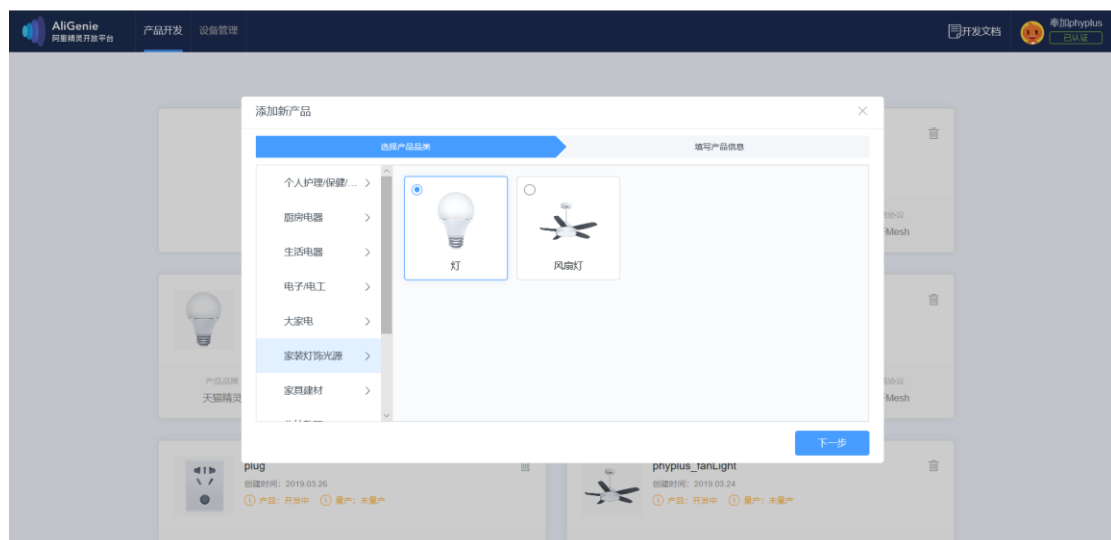 AliGenie
阿里精灵开放平台
产品开发
设备管理
开发文档
奉加phyplus
已认证
添加新产品
选择产品品类
填写产品信息
个人护理/保健/...
厨房电器
生活电器
电子/电工
大家电
家装灯饰光源
家具建材
灯
风扇灯
下一步
Mesh
产品品牌
天猫精灵
Mesh
plug
创建时间：2019.03.26
产品：开发中
量产：未量产
phyplus_fanLight
创建时间：2019.03.24
产品：开发中
量产：未量产